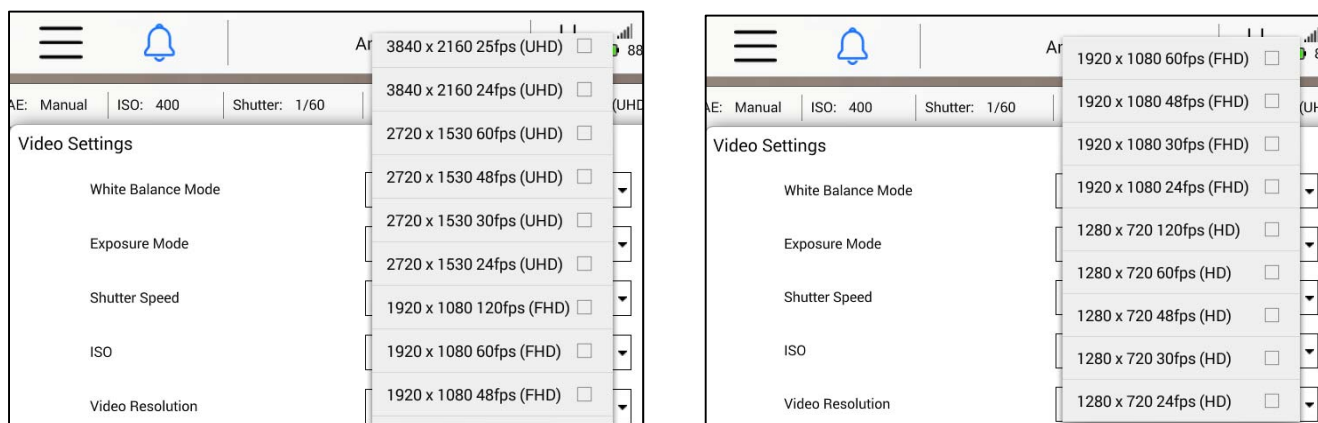 Ar
88
3840 x 2160 25fps (UHD)
3840 x 2160 24fps (UHD)
AE: Manual ISO: 400 Shutter: 1/60 (UHD
2720 x 1530 60fps (UHD)
Video Settings
2720 x 1530 48fps (UHD)
White Balance Mode
2720 x 1530 30fps (UHD)
Exposure Mode
2720 x 1530 24fps (UHD)
Shutter Speed
1920 x 1080 120fps (FHD)
ISO
1920 x 1080 60fps (FHD)
1920 x 1080 48fps (FHD)
Video Resolution
Ar
8
1920 x 1080 60fps (FHD)
1920 x 1080 48fps (FHD)
AE: Manual ISO: 400 Shutter: 1/60 (UH
1920 x 1080 30fps (FHD)
Video Settings
1920 x 1080 24fps (FHD)
White Balance Mode
1280 x 720 120fps (HD)
Exposure Mode
1280 x 720 60fps (HD)
Shutter Speed
1280 x 720 48fps (HD)
ISO
1280 x 720 30fps (HD)
Video Resolution
1280 x 720 24fps (HD)